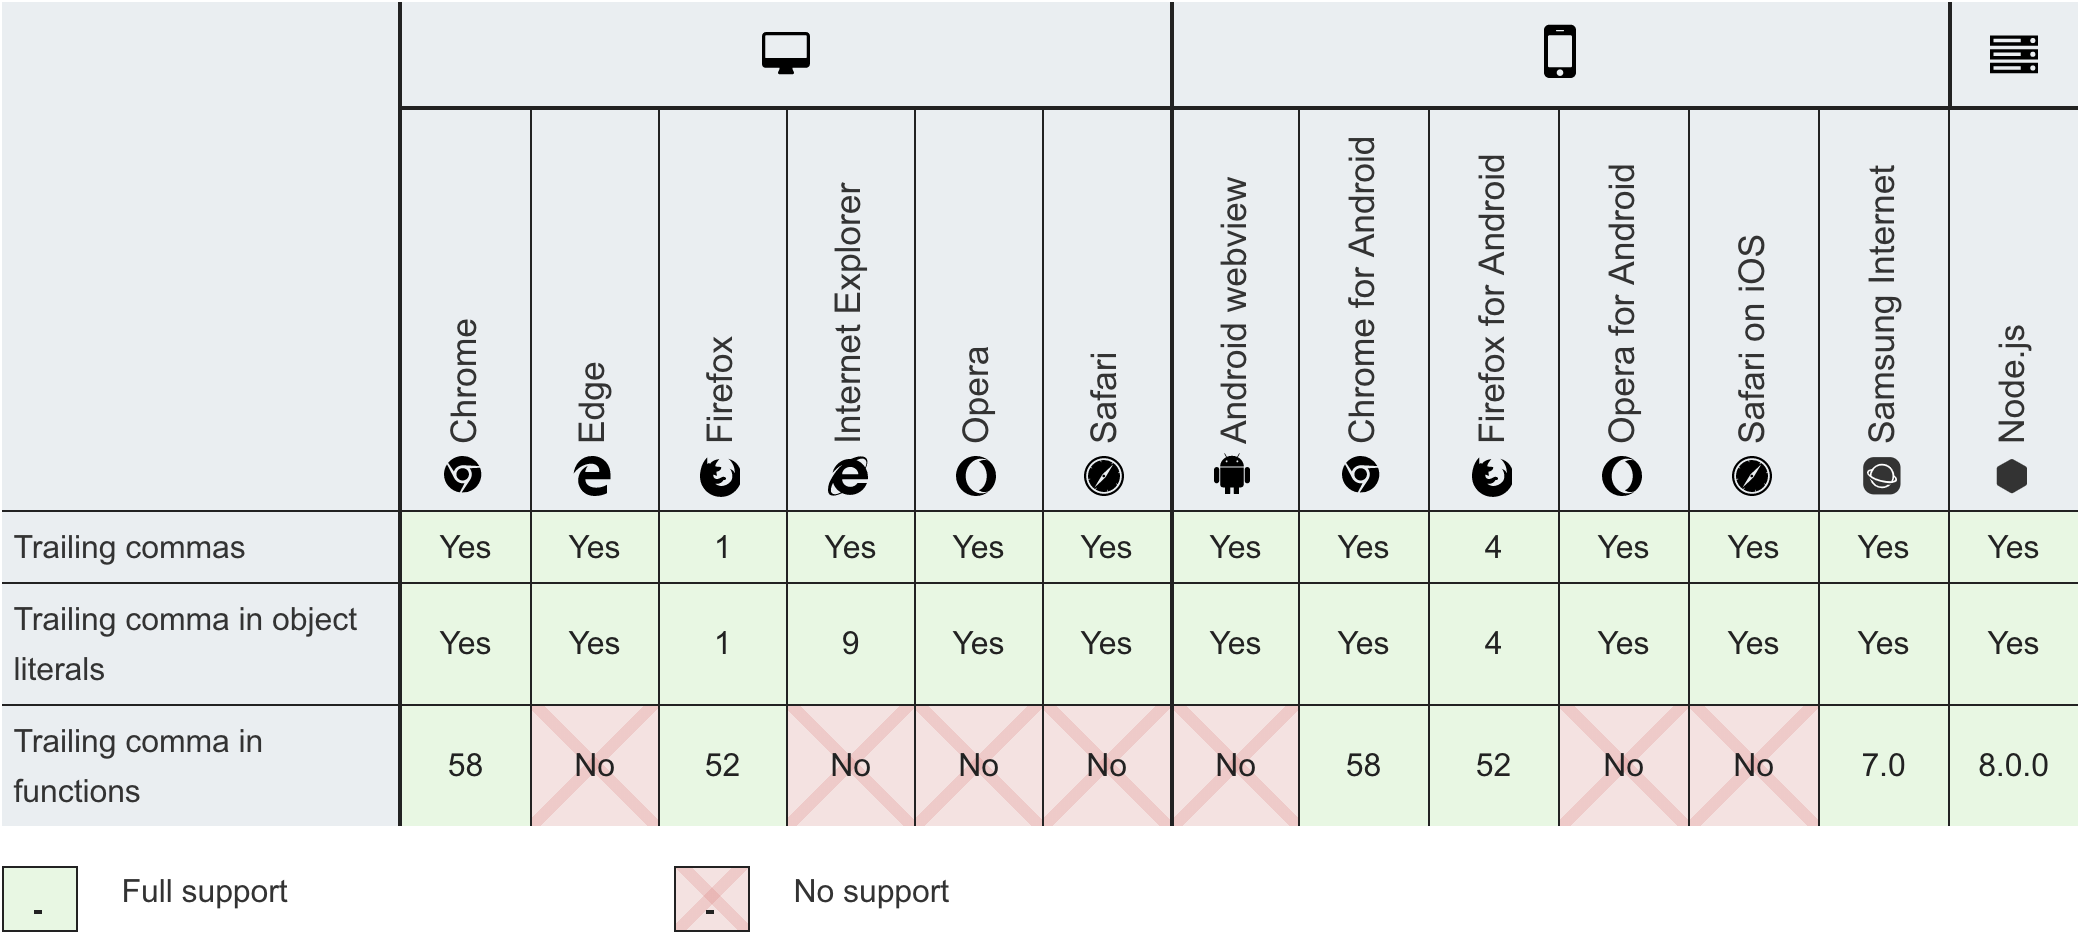 Chrome
Edge
Firefox
Internet Explorer
Opera
Safari
Android webview
Chrome for Android
Firefox for Android
Opera for Android
Safari on iOS
Samsung Internet
Node.js
Trailing commas Yes Yes 1 Yes Yes Yes Yes Yes 4 Yes Yes Yes Yes
Trailing comma in object
literals
Yes Yes 1 9 Yes Yes Yes Yes 4 Yes Yes Yes Yes
Trailing comma in
functions
58 No 52 No No No No 58 52 No No 7.0 8.0.0
- Full support
- No support